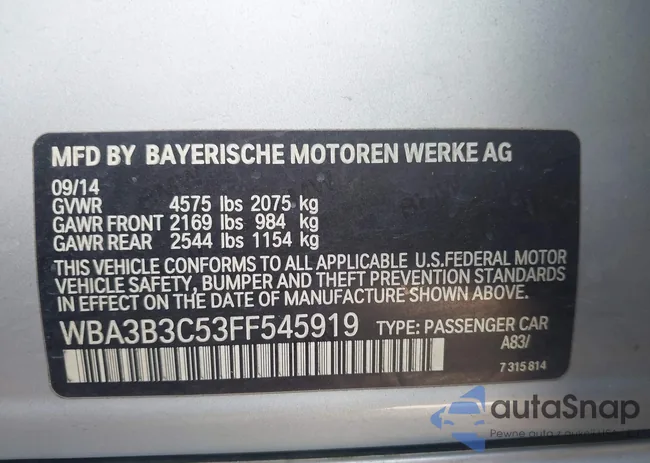 MFD BY BAYERISCHE MOTOREN WERKE AG
09/14
GVWR 4575 lbs 2075 kg
GAWR FRONT 2169 lbs 984 kg
GAWR REAR 2544 lbs 1154 kg
THIS VEHICLE CONFORMS TO ALL APPLICABLE U.S.FEDERAL MOTOR
VEHICLE SAFETY, BUMPER AND THEFT PREVENTION STANDARDS
IN EFFECT ON THE DATE OF MANUFACTURE SHOWN ABOVE.
WBA3B3C53FF545919 TYPE: PASSENGER CAR
A83/
7 315 814
autaSnap
Pewne auta z